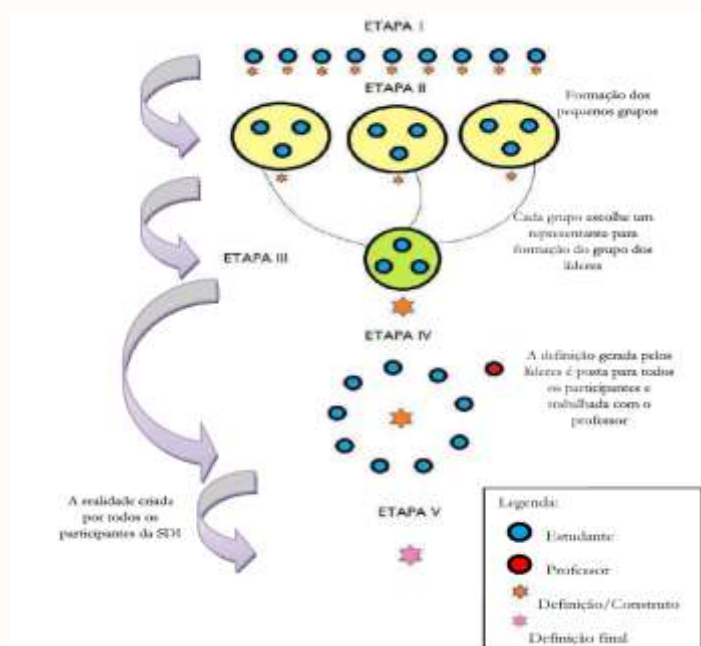 ETAPA I
ETAPA II
Formação dos
pequenos grupos
Cada grupo escolhe um
representante para
formação do grupo dos
líderes
ETAPA III
ETAPA IV
A definição gerada pelos
líderes é posta para todos
os participantes e
trabalhada com o
professor
A realidade criada
por todos os
participantes da SDI
ETAPA V
Legenda:
Estudante
Professor
Definição/Construto
Definição final